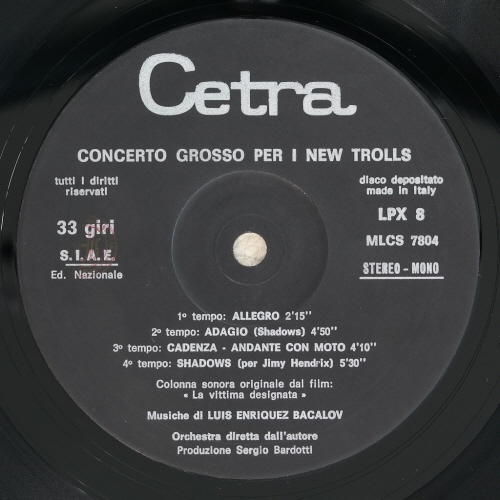 Cetra
CONCERTO GROSSO PER I NEW TROLLS
tutti i diritti
riservati
disco depositato
made in Italy
33 giri
LPX 8
S.I.A.E.
MLCS 7804
Ed. Nazionale
STEREO - MONO
1º tempo: ALLEGRO 2'15''
2º tempo: ADAGIO (Shadows) 4'50''
3º tempo: CADENZA - ANDANTE CON MOTO 4'10''
4º tempo: SHADOWS (per Jimy Hendrix) 5'30''
Colonna sonora originale dal film:
« La vittima designata »
Musiche di LUIS ENRIQUEZ BACALOV
Orchestra diretta dall'autore
Produzione Sergio Bardotti